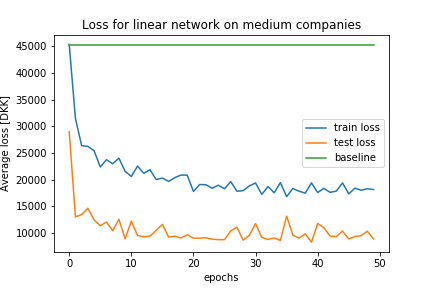 Loss for linear network on medium companies
Average loss [DKK]
45000
40000
35000
30000
25000
20000
15000
10000
train loss
test loss
baseline
0
10
20
30
40
50
epochs